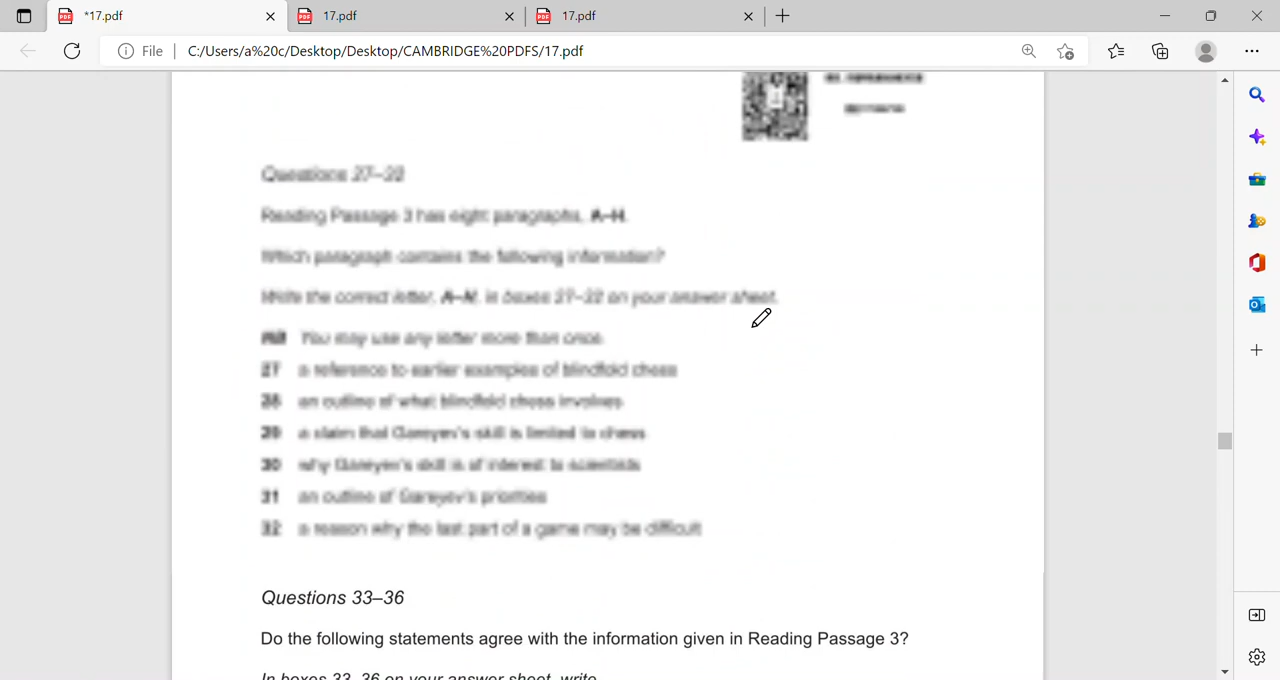 *17.pdf
17.pdf
17.pdf
File
C:/Users/a%20c/Desktop/Desktop/CAMBRIDGE%20PDFS/17.pdf
Questions 27–32
Reading Passage 3 has eight paragraphs, A–H.
Which paragraph contains the following information?
Write the correct letter, A–H, in boxes 27–32 on your answer sheet.
NB You may use any letter more than once.
27 a reference to earlier examples of blindfold chess
28 an outline of what blindfold chess involves
29 a claim that Gareyev's skill is limited to chess
30 why Gareyev's skill is of interest to scientists
31 an outline of Gareyev's priorities
32 a reason why the last part of a game may be difficult
Questions 33–36
Do the following statements agree with the information given in Reading Passage 3?
In boxes 33–36 on your answer sheet, write